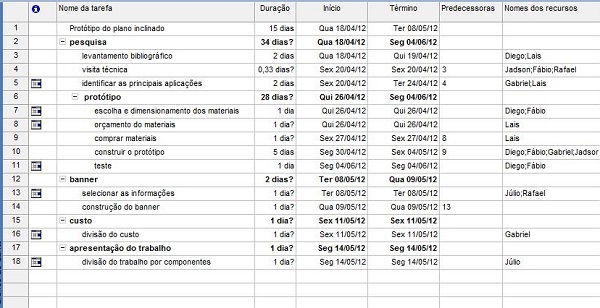 Nome da tarefa Duração Início Término Predecessoras Nomes dos recursos
1 Protótipo do plano inclinado 15 dias Qua 18/04/12 Ter 08/05/12
2 pesquisa 34 dias? Qua 18/04/12 Seg 04/06/12
3 levantamento bibliográfico 2 dias Qua 18/04/12 Qui 19/04/12 Diego;Lais
4 visita técnica 0,33 dias? Sex 20/04/12 Sex 20/04/12 3 Jadson;Fábio;Rafael
5 identificar as principais aplicações 2 dias Sex 20/04/12 Ter 24/04/12 4 Gabriel;Lais
6 protótipo 28 dias? Qui 26/04/12 Seg 04/06/12
7 escolha e dimensionamento dos materiais 1 dia Qui 26/04/12 Qui 26/04/12 Diego;Fábio
8 orçamento do materiais 1 dia? Qui 26/04/12 Qui 26/04/12 Lais
9 comprar materiais 1 dia? Sex 27/04/12 Sex 27/04/12 8 Lais
10 construir o protótipo 5 dias Seg 30/04/12 Sex 04/05/12 9 Diego;Fábio;Gabriel;Jadsor
11 teste 1 dia Seg 04/06/12 Seg 04/06/12 Diego;Fábio
12 banner 2 dias? Ter 08/05/12 Qua 09/05/12
13 selecionar as informações 1 dia? Ter 08/05/12 Ter 08/05/12 Júlio;Rafael
14 construção do banner 1 dia? Qua 09/05/12 Qua 09/05/12 13
15 custo 1 dia? Sex 11/05/12 Sex 11/05/12
16 divisão do custo 1 dia? Sex 11/05/12 Sex 11/05/12 Gabriel
17 apresentação do trabalho 1 dia? Seg 14/05/12 Seg 14/05/12
18 divisão do trabalho por componentes 1 dia? Seg 14/05/12 Seg 14/05/12 Júlio